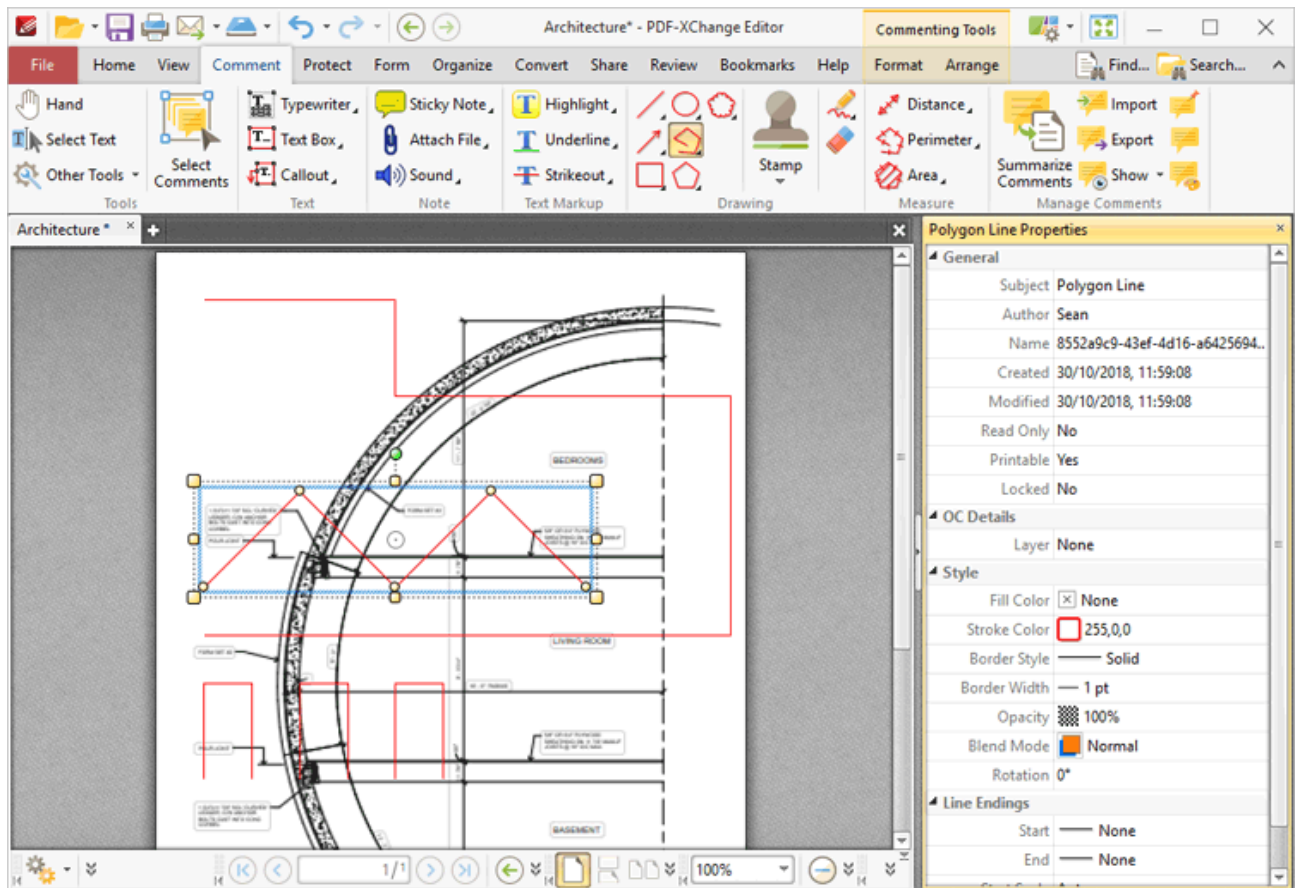 Architecture* - PDF-XChange Editor
Commenting Tools
File Home View Comment Protect Form Organize Convert Share Review Bookmarks Help Format Arrange Find... Search...
Hand Typewriter Sticky Note Highlight Distance Import
Select Text Text Box Attach File Underline Perimeter Export
Other Tools Select Comments Callout Sound Strikeout Stamp Area Summarize Comments Show
Tools Text Note Text Markup Drawing Measure Manage Comments
Architecture *
Polygon Line Properties
General
Subject Polygon Line
Author Sean
Name 8552a9c9-43ef-4d16-a6425694..
Created 30/10/2018, 11:59:08
Modified 30/10/2018, 11:59:08
Read Only No
Printable Yes
Locked No
OC Details
Layer None
Style
Fill Color None
Stroke Color 255,0,0
Border Style Solid
Border Width 1 pt
Opacity 100%
Blend Mode Normal
Rotation 0°
Line Endings
Start None
End None
BEDROOMS
LIVING ROOM
BASEMENT
1/1
100%